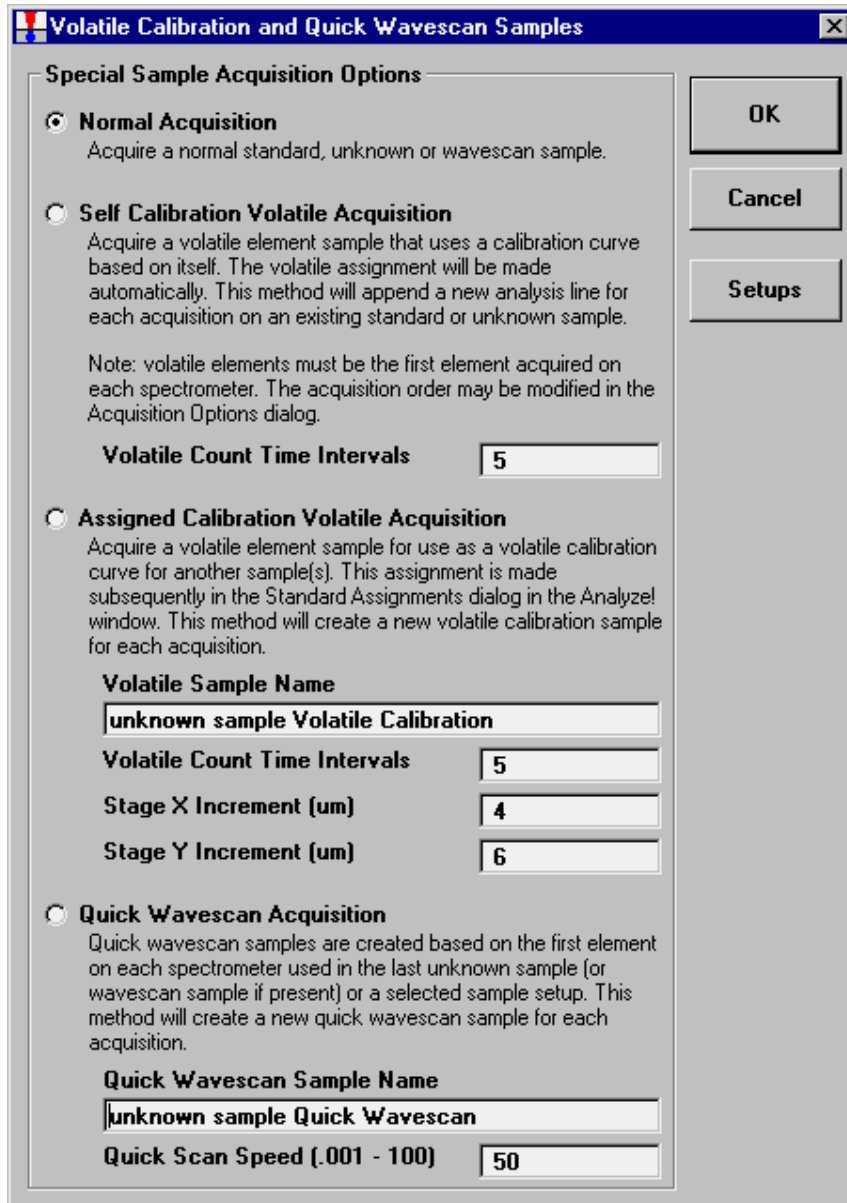 Volatile Calibration and Quick Wavescan Samples
Special Sample Acquisition Options
Normal Acquisition
Acquire a normal standard, unknown or wavescan sample.
Self Calibration Volatile Acquisition
Acquire a volatile element sample that uses a calibration curve
based on itself. The volatile assignment will be made
automatically. This method will append a new analysis line for
each acquisition on an existing standard or unknown sample.
Note: volatile elements must be the first element acquired on
each spectrometer. The acquisition order may be modified in the
Acquisition Options dialog.
Volatile Count Time Intervals 5
Assigned Calibration Volatile Acquisition
Acquire a volatile element sample for use as a volatile calibration
curve for another sample(s). This assignment is made
subsequently in the Standard Assignments dialog in the Analyze!
window. This method will create a new volatile calibration sample
for each acquisition.
Volatile Sample Name
unknown sample Volatile Calibration
Volatile Count Time Intervals 5
Stage X Increment (um) 4
Stage Y Increment (um) 6
Quick Wavescan Acquisition
Quick wavescan samples are created based on the first element
on each spectrometer used in the last unknown sample (or
wavescan sample if present) or a selected sample setup. This
method will create a new quick wavescan sample for each
acquisition.
Quick Wavescan Sample Name
unknown sample Quick Wavescan
Quick Scan Speed (.001 - 100) 50
OK
Cancel
Setups